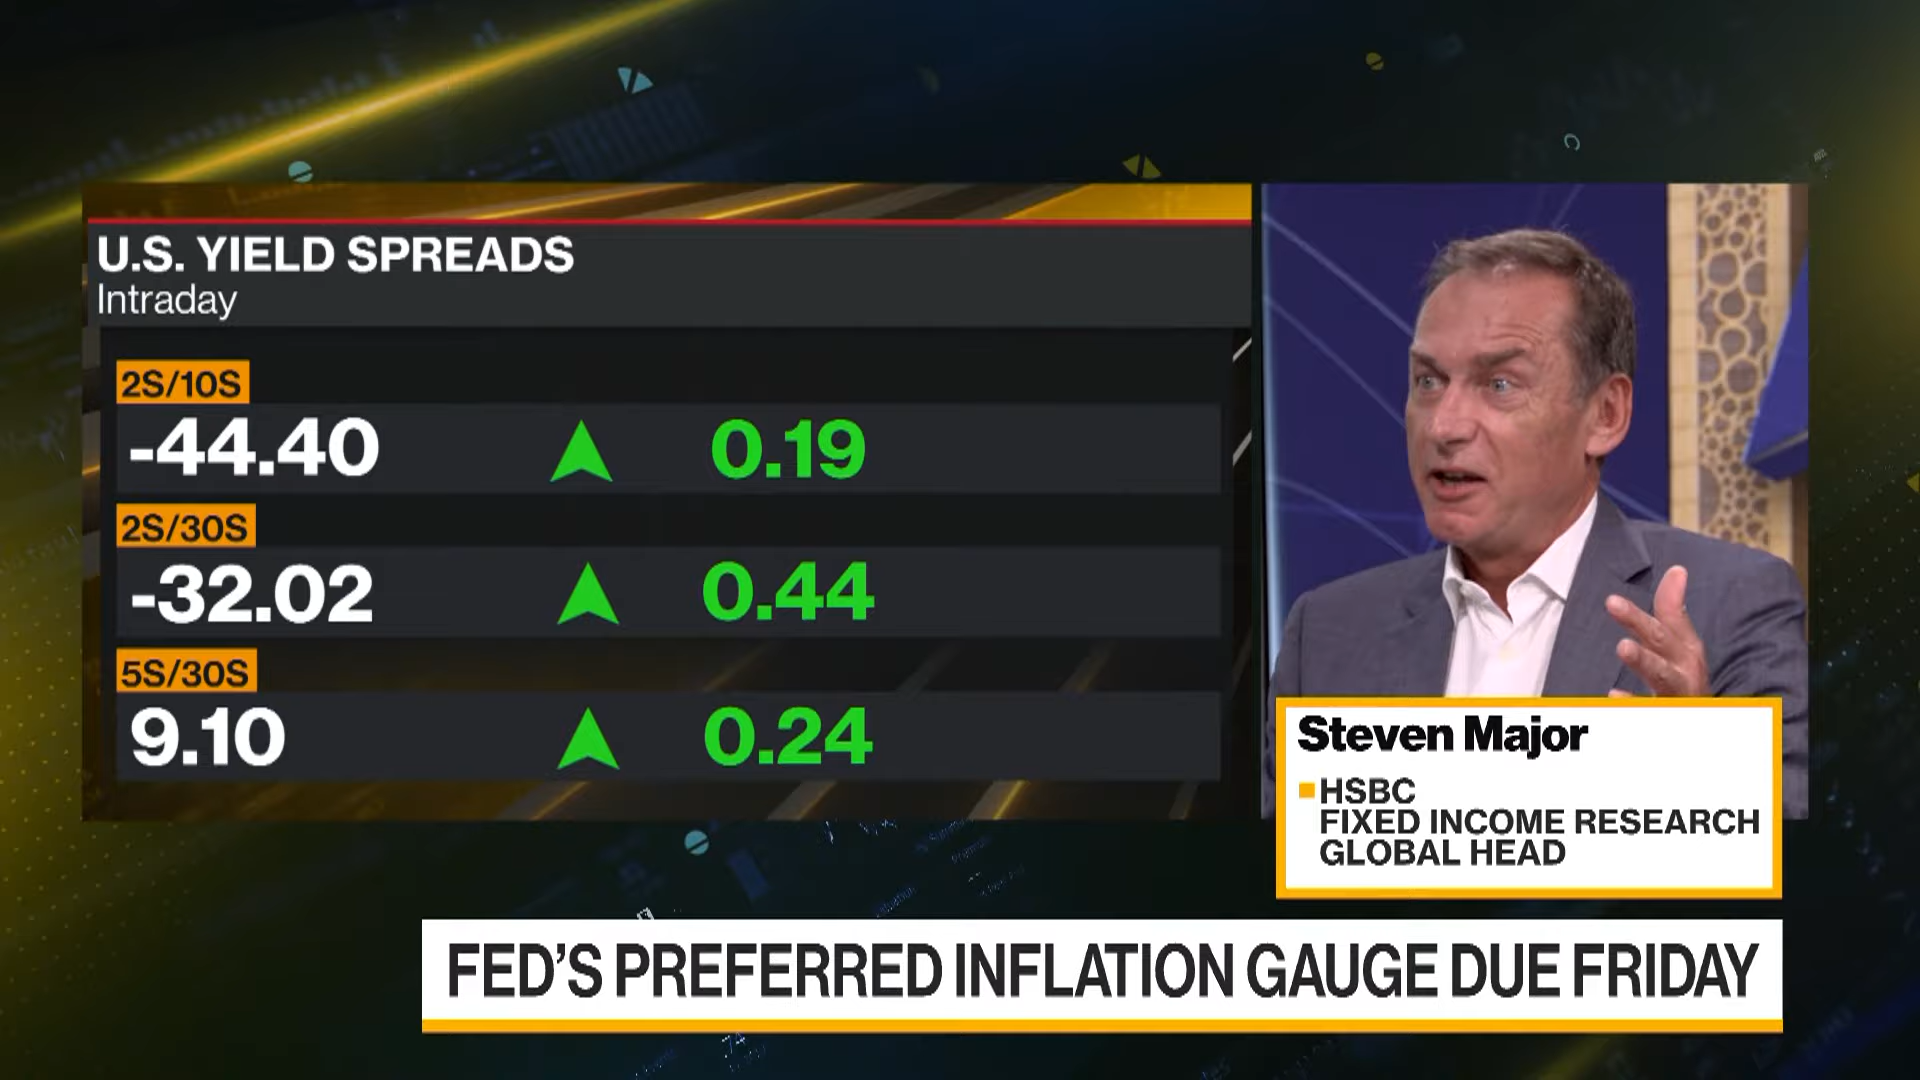 U.S. YIELD SPREADS
Intraday
2S/10S
-44.40 ▲ 0.19
2S/30S
-32.02 ▲ 0.44
5S/30S
9.10 ▲ 0.24
Steven Major
HSBC
FIXED INCOME RESEARCH
GLOBAL HEAD
FED'S PREFERRED INFLATION GAUGE DUE FRIDAY